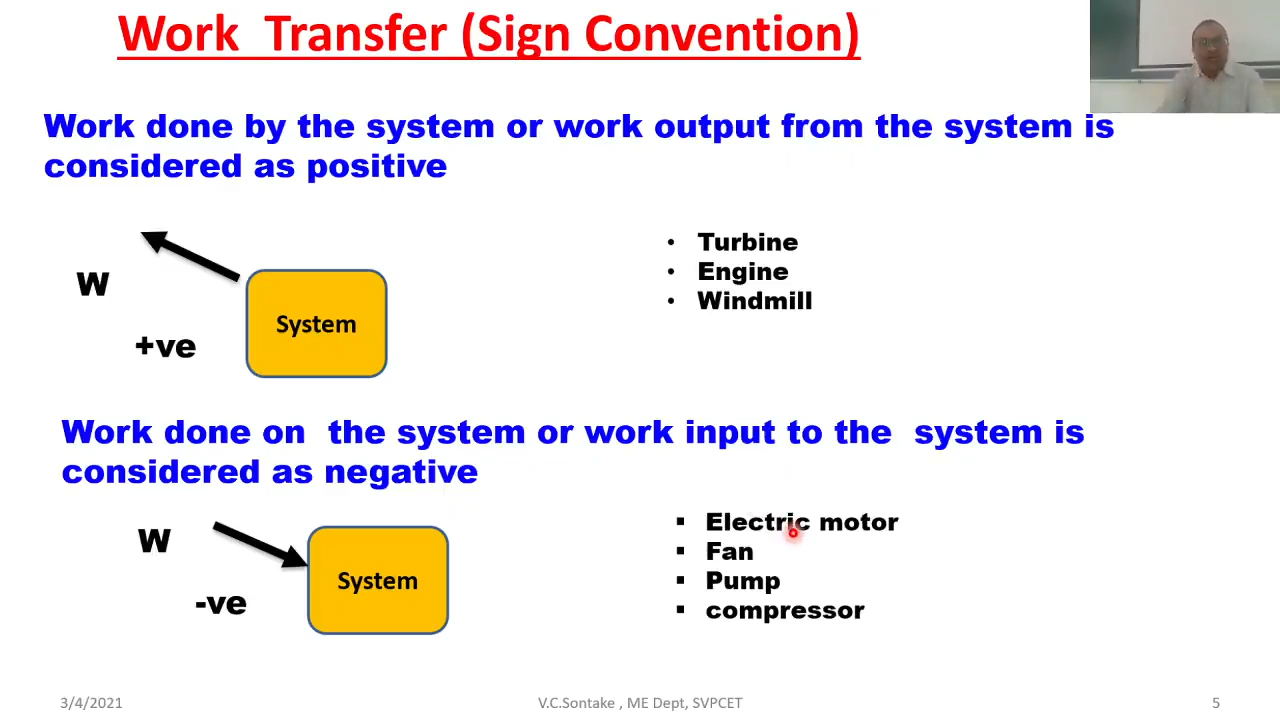 Work Transfer (Sign Convention)
Work done by the system or work output from the system is
considered as positive
W
+ve
System
• Turbine
• Engine
• Windmill
Work done on the system or work input to the system is
considered as negative
W
-ve
System
▪ Electric motor
▪ Fan
▪ Pump
▪ compressor
3/4/2021
V.C.Sontake , ME Dept, SVPCET
5